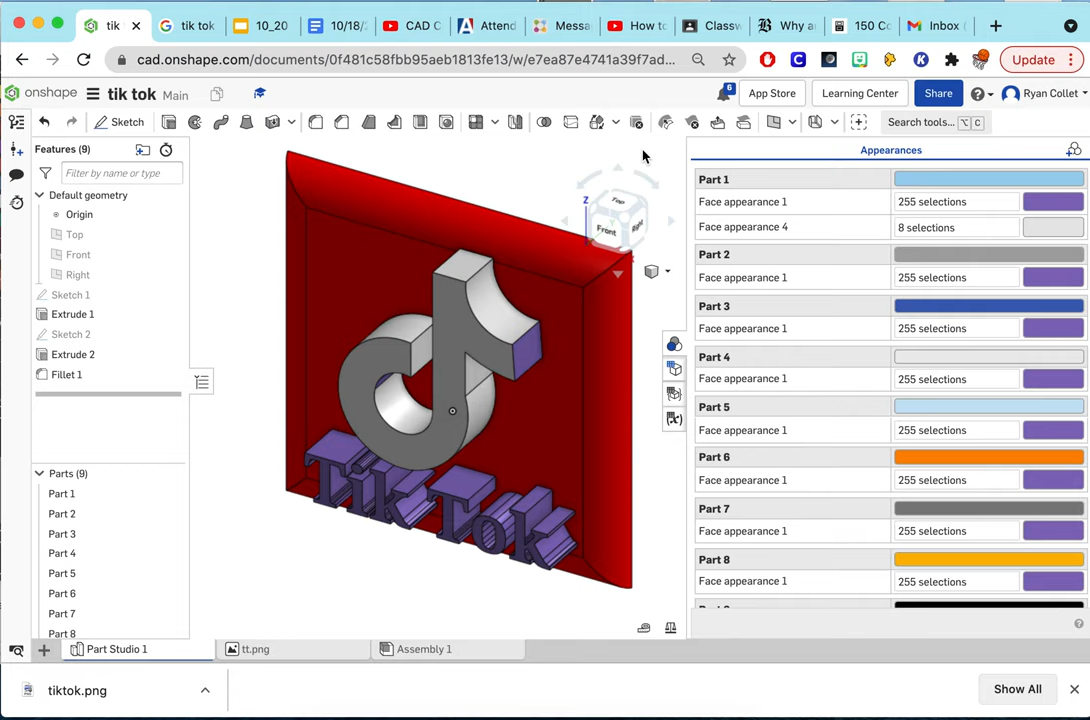 tik
tik tok
10_20
10/18/
CAD C
Attend
Messa
How to
Classw
Why a
150 Co
Inbox
cad.onshape.com/documents/0f481c58fbb95aeb1813fe13/w/e7ea87e4741a39f7ad...
Update
onshape
tik tok
Main
6
App Store
Learning Center
Share
Ryan Collet
Sketch
Search tools...
C
Features (9)
Filter by name or type
Default geometry
Origin
Top
Front
Right
Sketch 1
Extrude 1
Sketch 2
Extrude 2
Fillet 1
Parts (9)
Part 1
Part 2
Part 3
Part 4
Part 5
Part 6
Part 7
Part 8
Z
Top
Front
Right
TikTok
Appearances
Part 1
Face appearance 1 255 selections
Face appearance 4 8 selections
Part 2
Face appearance 1 255 selections
Part 3
Face appearance 1 255 selections
Part 4
Face appearance 1 255 selections
Part 5
Face appearance 1 255 selections
Part 6
Face appearance 1 255 selections
Part 7
Face appearance 1 255 selections
Part 8
Face appearance 1 255 selections
Part Studio 1
tt.png
Assembly 1
tiktok.png
Show All